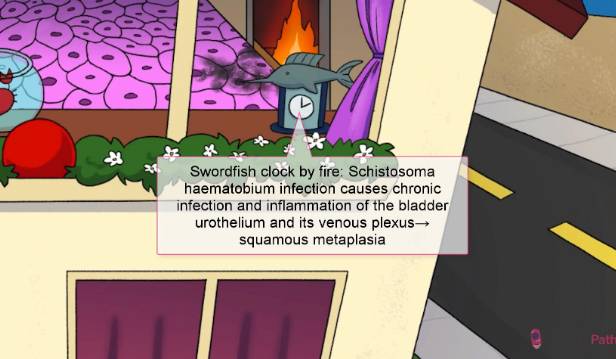 Swordfish clock by fire: Schistosoma
haematobium infection causes chronic
infection and inflammation of the bladder
urothelium and its venous plexus→
squamous metaplasia
Path